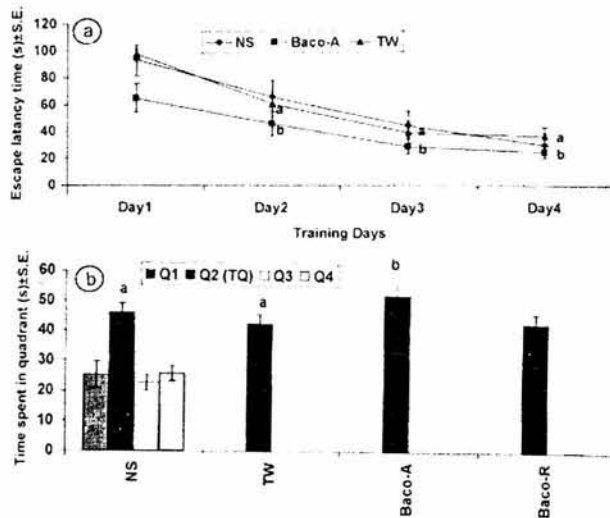 a
NS Baco-A TW
Escape latancy time (s)±S.E.
120
100
80
60
40
20
0
a
b
a
b
a
b
Day1 Day2 Day3 Day4
Training Days
b
Q1 Q2 (TQ) Q3 Q4
Time spent in quadrant (s)±S.E.
60
50
40
30
20
10
0
a
a
b
NS TW Baco-A Baco-R